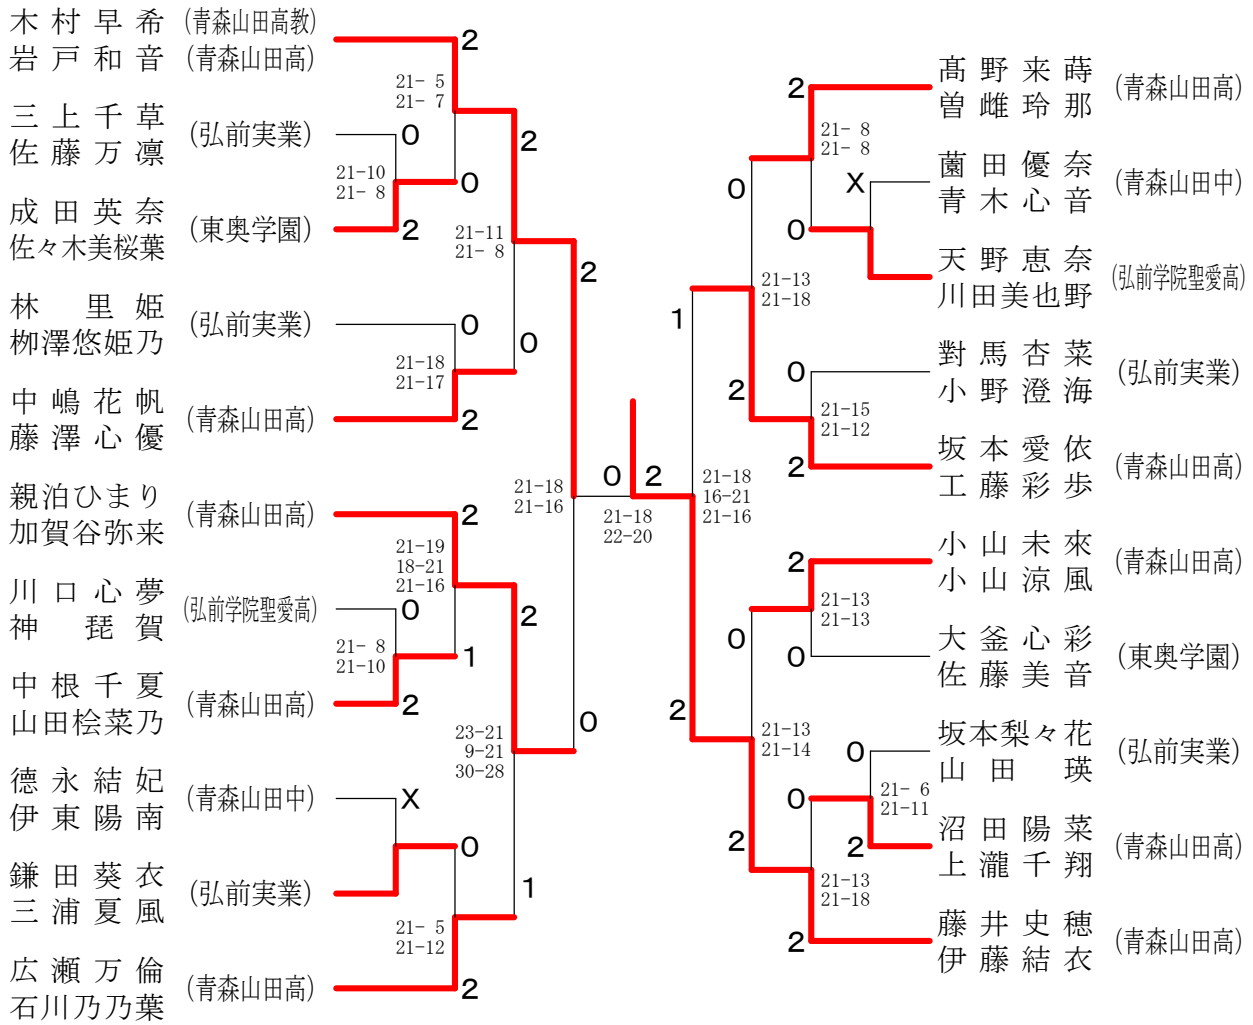 木村早希 (青森山田高教)
岩戸和音 (青森山田高)
2
21- 5
21- 7
三上千草
佐藤万凛
(弘前実業)
0
2
21-10
21- 8
0
成田英奈
佐々木美桜葉
(東奥学園)
2
21-11
21- 8
2
林 里姫
栁澤悠姫乃
(弘前実業)
0
0
21-18
21-17
中嶋花帆
藤澤心優
(青森山田高)
2
親泊ひまり
加賀谷弥来
(青森山田高)
2
21-18
21-16
21-19
18-21
21-16
川口心夢
神 琵賀
(弘前学院聖愛高)
0
2
21- 8
21-10
1
中根千夏
山田桧菜乃
(青森山田高)
2
23-21
9-21
30-28
0
德永結妃
伊東陽南
(青森山田中)
X
0
鎌田葵衣
三浦夏風
(弘前実業)
1
21- 5
21-12
広瀬万倫
石川乃乃葉
(青森山田高)
2
0 2
21-18
22-20
2
髙野来蒔
曽雌玲那
(青森山田高)
21- 8
21- 8
0
X
薗田優奈
青木心音
(青森山田中)
0
天野恵奈
川田美也野
(弘前学院聖愛高)
21-13
21-18
1
0
對馬杏菜
小野澄海
(弘前実業)
2
21-15
21-12
2
坂本愛依
工藤彩歩
(青森山田高)
21-18
16-21
21-16
2
小山未來
小山涼風
(青森山田高)
21-13
21-13
0
0
大釜心彩
佐藤美音
(東奥学園)
2
21-13
21-14
0
坂本梨々花
山田 瑛
(弘前実業)
0
21- 6
21-11
2
2
沼田陽菜
上瀧千翔
(青森山田高)
21-13
21-18
2
藤井史穂
伊藤結衣
(青森山田高)